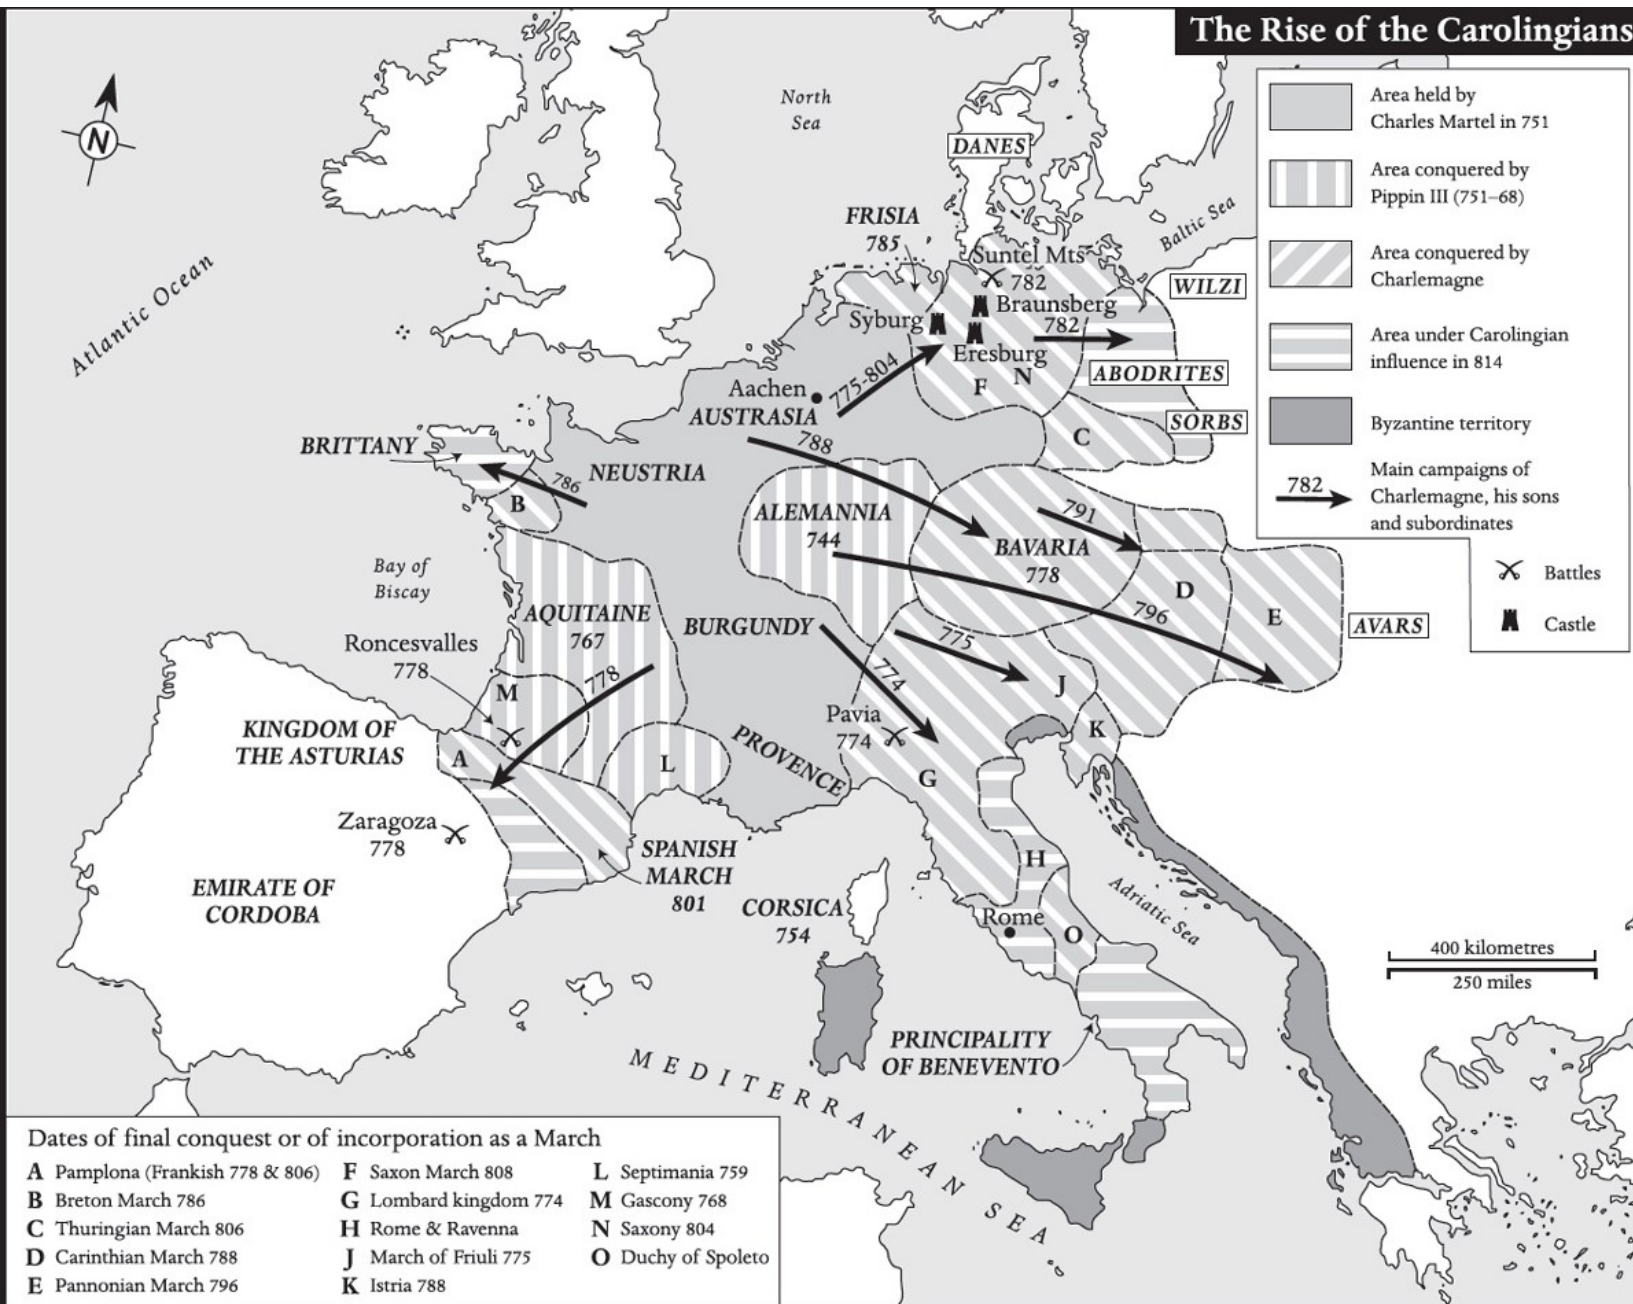 The Rise of the Carolingians
Area held by
Charles Martel in 751
Area conquered by
Pippin III (751–68)
Area conquered by
Charlemagne
Area under Carolingian
influence in 814
Byzantine territory
782
Main campaigns of
Charlemagne, his sons
and subordinates
Battles
Castle
N
North
Sea
DANES
Baltic Sea
FRISIA
785
Suntel Mts
782
WILZI
Braunsberg
Syburg
782
Eresburg
Atlantic Ocean
ABODRITES
N
F
775-804
Aachen
AUSTRASIA
SORBS
C
788
BRITTANY
NEUSTRIA
786
B
ALEMANNIA
744
791
BAVARIA
778
Bay of
Biscay
D
796
E
AVARS
AQUITAINE
767
BURGUNDY
775
Roncesvalles
778
778
774
M
J
Pavia
774
KINGDOM OF
THE ASTURIAS
K
A
L
PROVENCE
G
Zaragoza
778
SPANISH
MARCH
801
H
EMIRATE OF
CORDOBA
CORSICA
754
Adriatic Sea
Rome
O
400 kilometres
250 miles
PRINCIPALITY
OF BENEVENTO
MEDITERRANEAN SEA
Dates of final conquest or of incorporation as a March
A Pamplona (Frankish 778 & 806)
B Breton March 786
C Thuringian March 806
D Carinthian March 788
E Pannonian March 796
F Saxon March 808
G Lombard kingdom 774
H Rome & Ravenna
J March of Friuli 775
K Istria 788
L Septimania 759
M Gascony 768
N Saxony 804
O Duchy of Spoleto